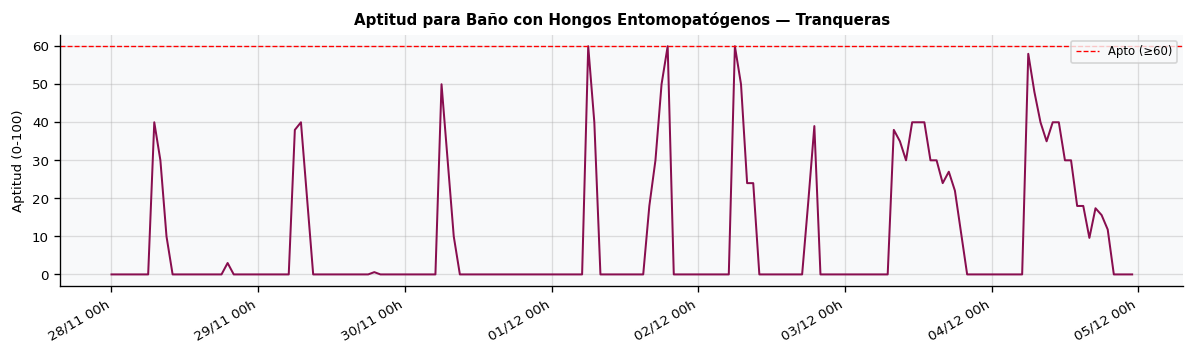 Aptitud para Baño con Hongos Entomopatógenos — Tranqueras
Apto (≥60)
Aptitud (0-100)
60
50
40
30
20
10
0
28/11 00h
29/11 00h
30/11 00h
01/12 00h
02/12 00h
03/12 00h
04/12 00h
05/12 00h